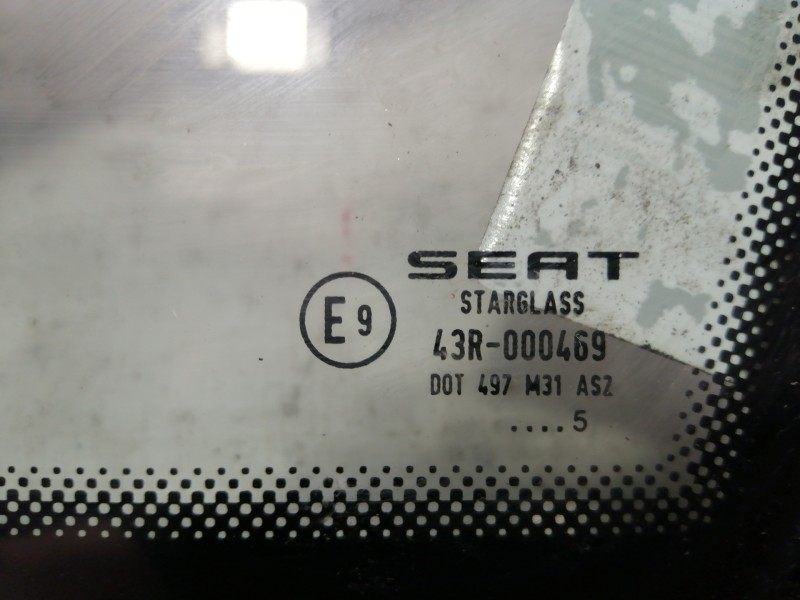 SEAT
STARGLASS
E9
43R-000469
DOT 497 M31 AS2
....5